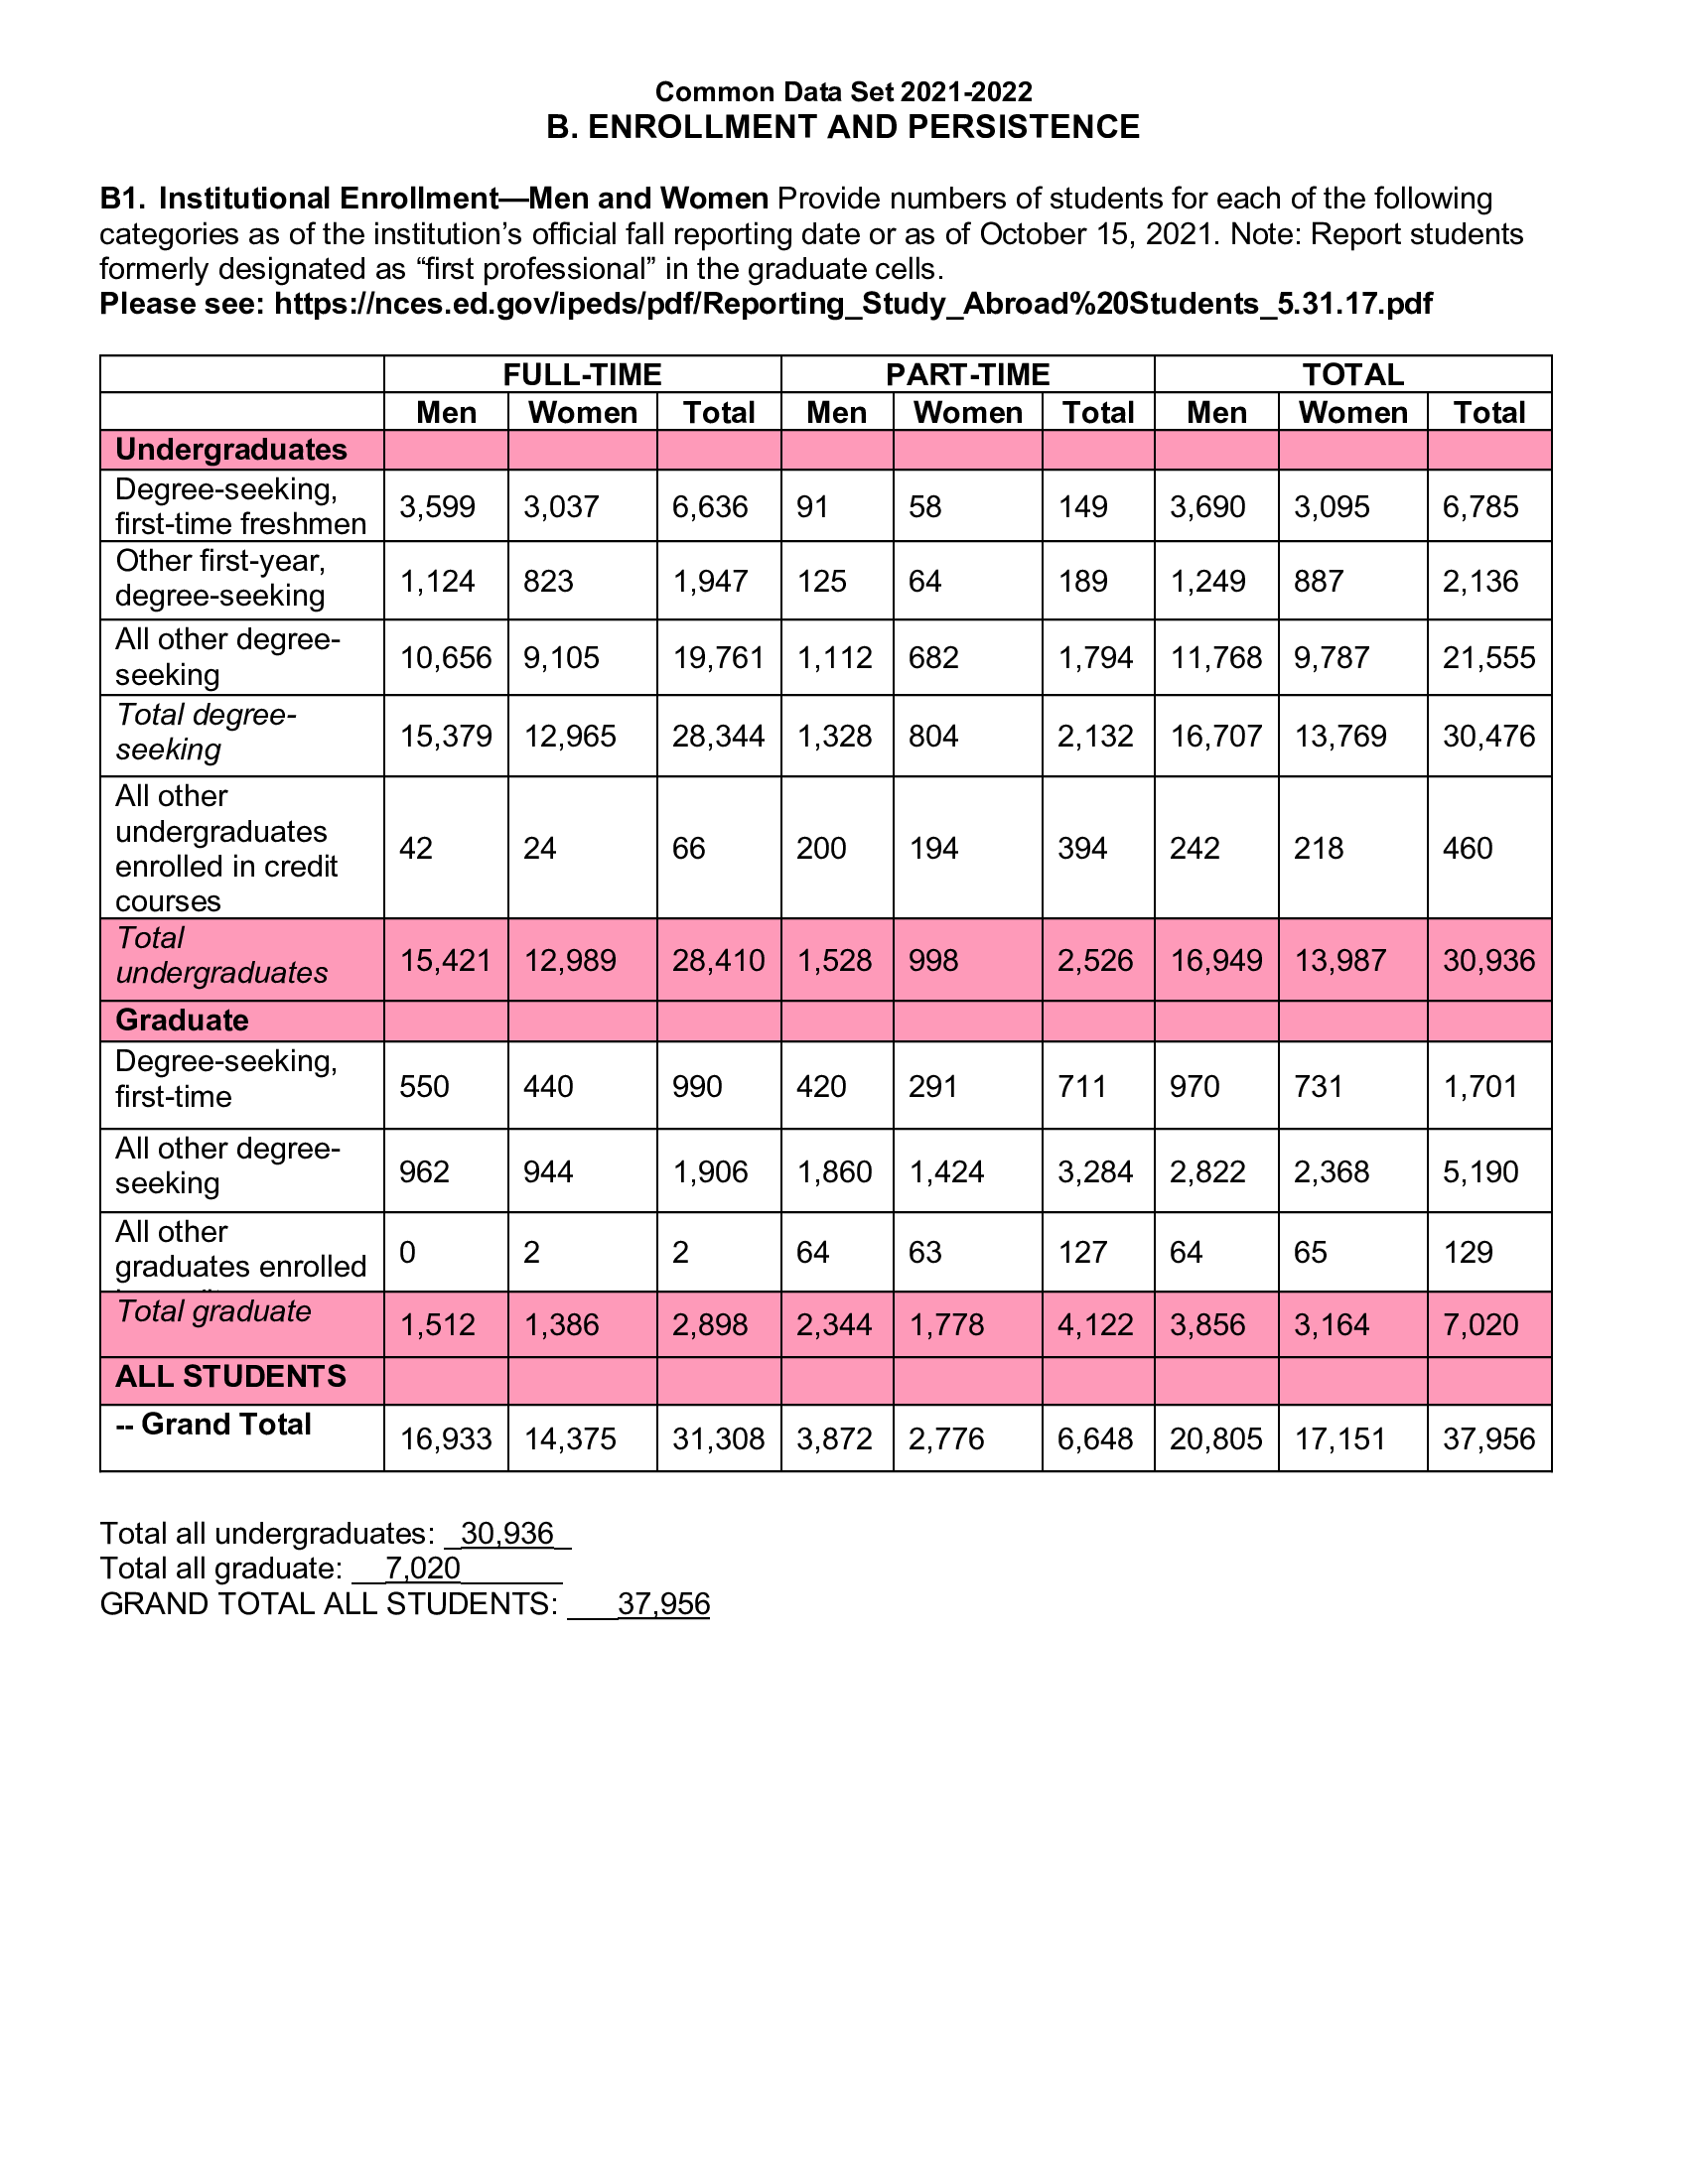 Common Data Set 2021-2022
B. ENROLLMENT AND PERSISTENCE
B1. Institutional Enrollment—Men and Women Provide numbers of students for each of the following
categories as of the institution’s official fall reporting date or as of October 15, 2021. Note: Report students
formerly designated as “first professional” in the graduate cells.
Please see: https://nces.ed.gov/ipeds/pdf/Reporting_Study_Abroad%20Students_5.31.17.pdf
FULL-TIME PART-TIME TOTAL
Men Women Total Men Women Total Men Women Total
Undergraduates
Degree-seeking,
first-time freshmen 3,599 3,037 6,636 91 58 149 3,690 3,095 6,785
Other first-year,
degree-seeking 1,124 823 1,947 125 64 189 1,249 887 2,136
All other degree-
seeking 10,656 9,105 19,761 1,112 682 1,794 11,768 9,787 21,555
Total degree-
seeking 15,379 12,965 28,344 1,328 804 2,132 16,707 13,769 30,476
All other
undergraduates
enrolled in credit
courses 42 24 66 200 194 394 242 218 460
Total
undergraduates 15,421 12,989 28,410 1,528 998 2,526 16,949 13,987 30,936
Graduate
Degree-seeking,
first-time 550 440 990 420 291 711 970 731 1,701
All other degree-
seeking 962 944 1,906 1,860 1,424 3,284 2,822 2,368 5,190
All other
graduates enrolled 0 2 2 64 63 127 64 65 129
Total graduate 1,512 1,386 2,898 2,344 1,778 4,122 3,856 3,164 7,020
ALL STUDENTS
-- Grand Total 16,933 14,375 31,308 3,872 2,776 6,648 20,805 17,151 37,956
Total all undergraduates: _30,936_
Total all graduate: __7,020______
GRAND TOTAL ALL STUDENTS: ___37,956